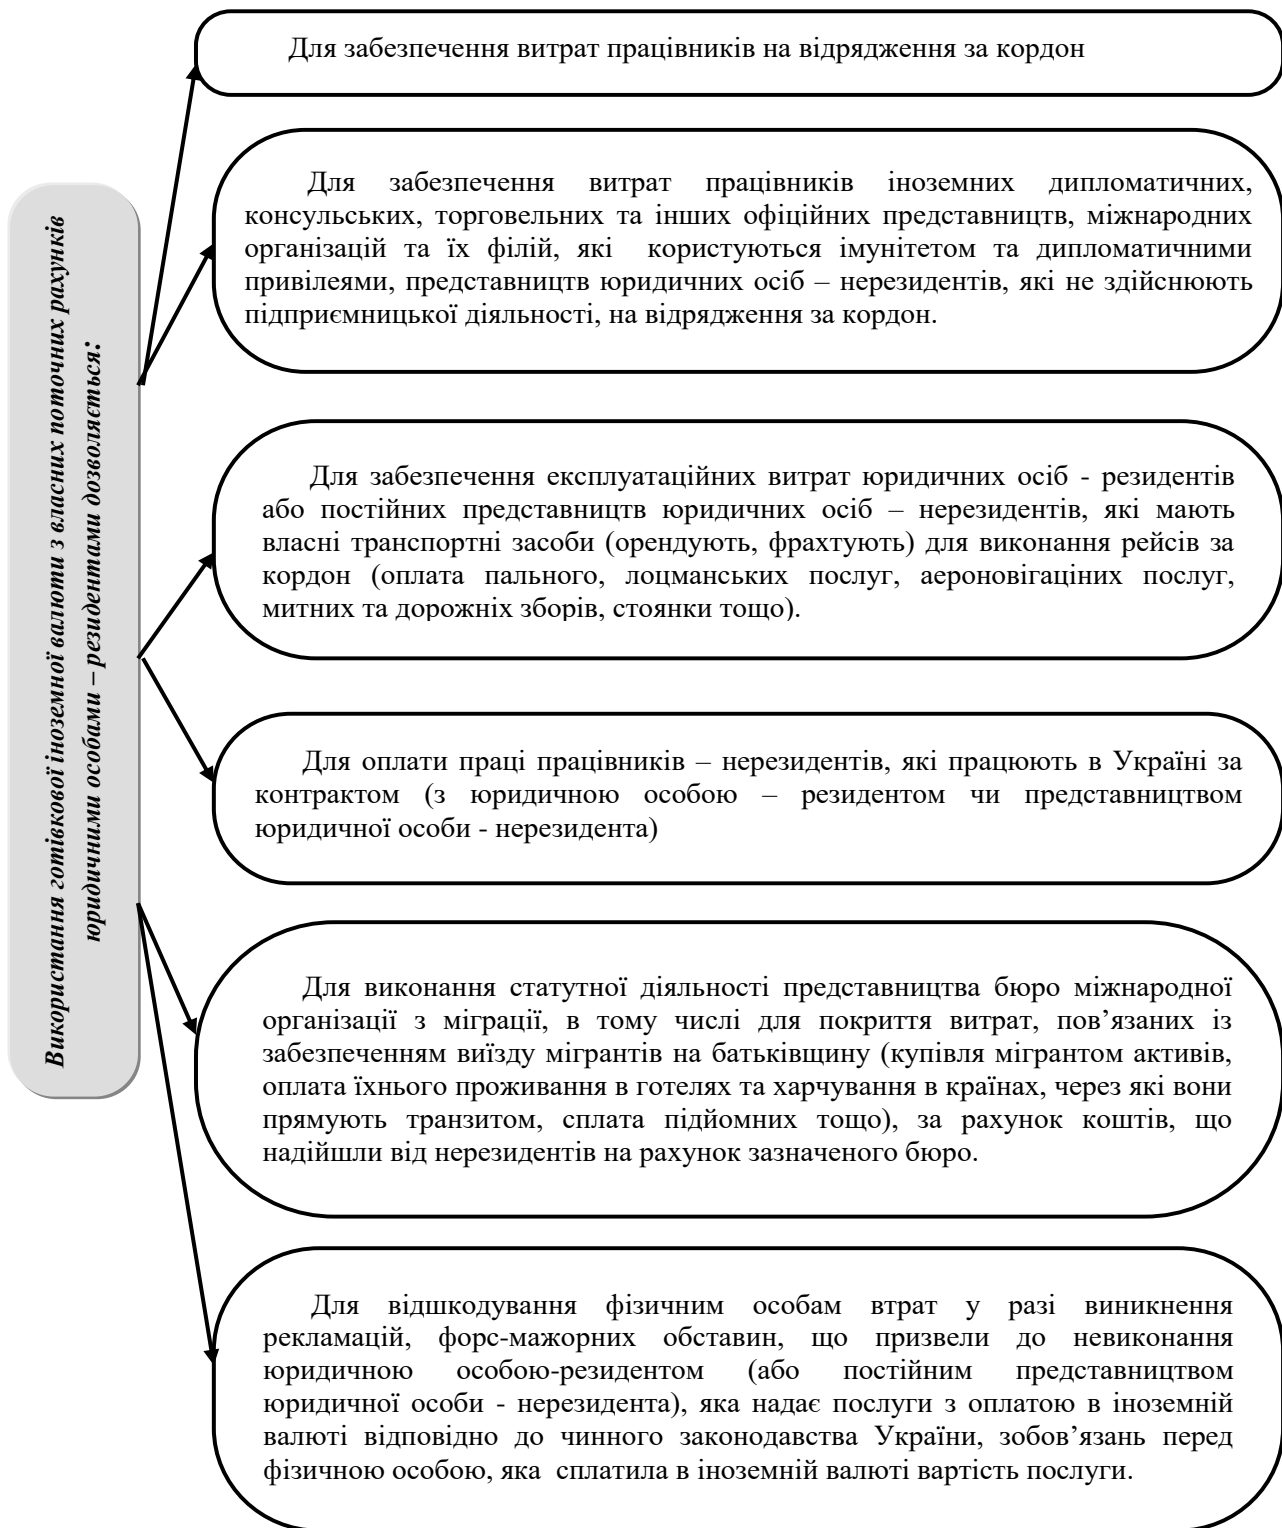 Використання готівкової іноземної валюти з власних поточних рахунків
юридичними особами – резидентами дозволяється:
Для забезпечення витрат працівників на відрядження за кордон
Для забезпечення витрат працівників іноземних дипломатичних,
консульських, торговельних та інших офіційних представництв, міжнародних
організацій та їх філій, які користуються імунітетом та дипломатичними
привілеями, представництв юридичних осіб – нерезидентів, які не здійснюють
підприємницької діяльності, на відрядження за кордон.
Для забезпечення експлуатаційних витрат юридичних осіб - резидентів
або постійних представництв юридичних осіб – нерезидентів, які мають
власні транспортні засоби (орендують, фрахтують) для виконання рейсів за
кордон (оплата пального, лоцманських послуг, аероновігаціних послуг,
митних та дорожніх зборів, стоянки тощо).
Для оплати праці працівників – нерезидентів, які працюють в Україні за
контрактом (з юридичною особою – резидентом чи представництвом
юридичної особи - нерезидента)
Для виконання статутної діяльності представництва бюро міжнародної
організації з міграції, в тому числі для покриття витрат, пов’язаних із
забезпеченням виїзду мігрантів на батьківщину (купівля мігрантом активів,
оплата їхнього проживання в готелях та харчування в країнах, через які вони
прямують транзитом, сплата підйомних тощо), за рахунок коштів, що
надійшли від нерезидентів на рахунок зазначеного бюро.
Для відшкодування фізичним особам втрат у разі виникнення
рекламацій, форс-мажорних обставин, що призвели до невиконання
юридичною особою-резидентом (або постійним представництвом
юридичної особи - нерезидента), яка надає послуги з оплатою в іноземній
валюті відповідно до чинного законодавства України, зобов’язань перед
фізичною особою, яка сплатила в іноземній валюті вартість послуги.